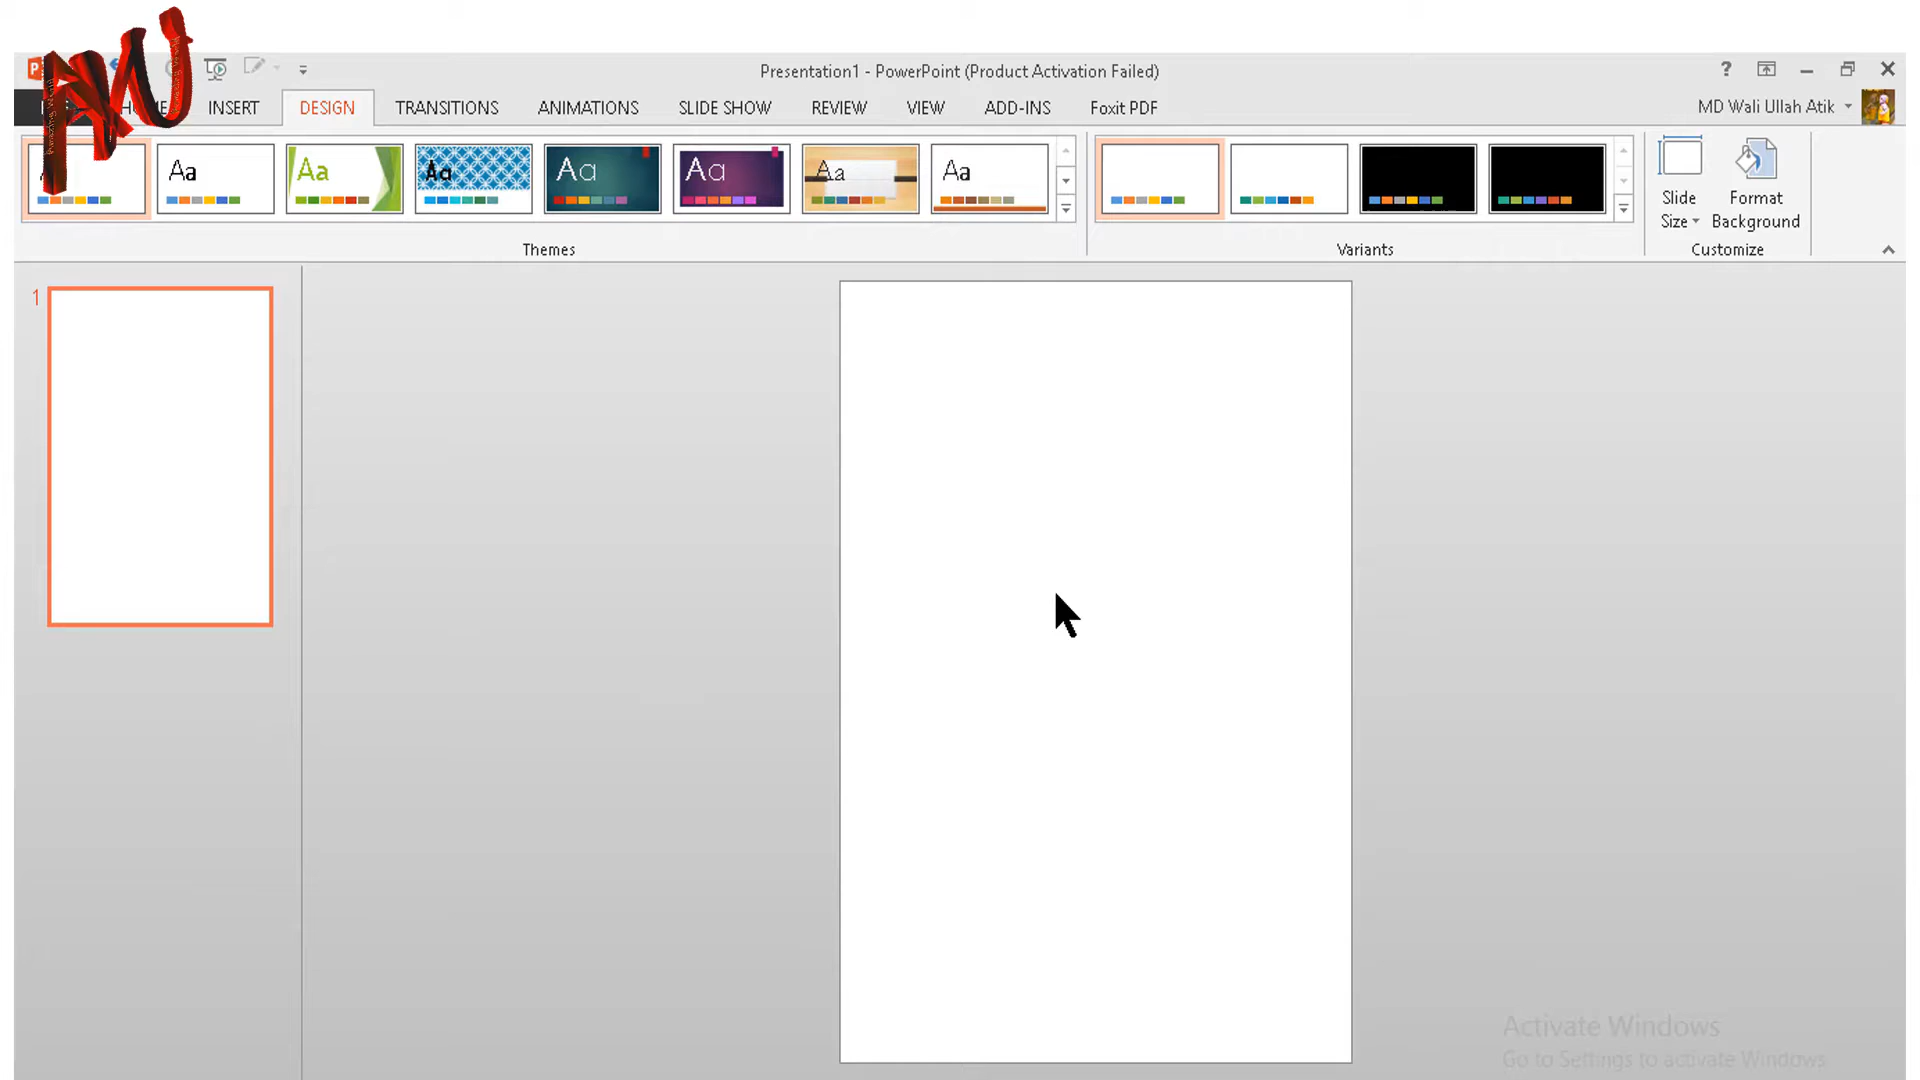 Presentation1 - PowerPoint (Product Activation Failed)
INSERT DESIGN TRANSITIONS ANIMATIONS SLIDE SHOW REVIEW VIEW ADD-INS Foxit PDF
MD Wali Ullah Atik
Aa Aa Aa Aa Aa Aa Aa
Slide Size
Format Background
Themes
Variants
Customize
1
Activate Windows
Go to Settings to activate Windows